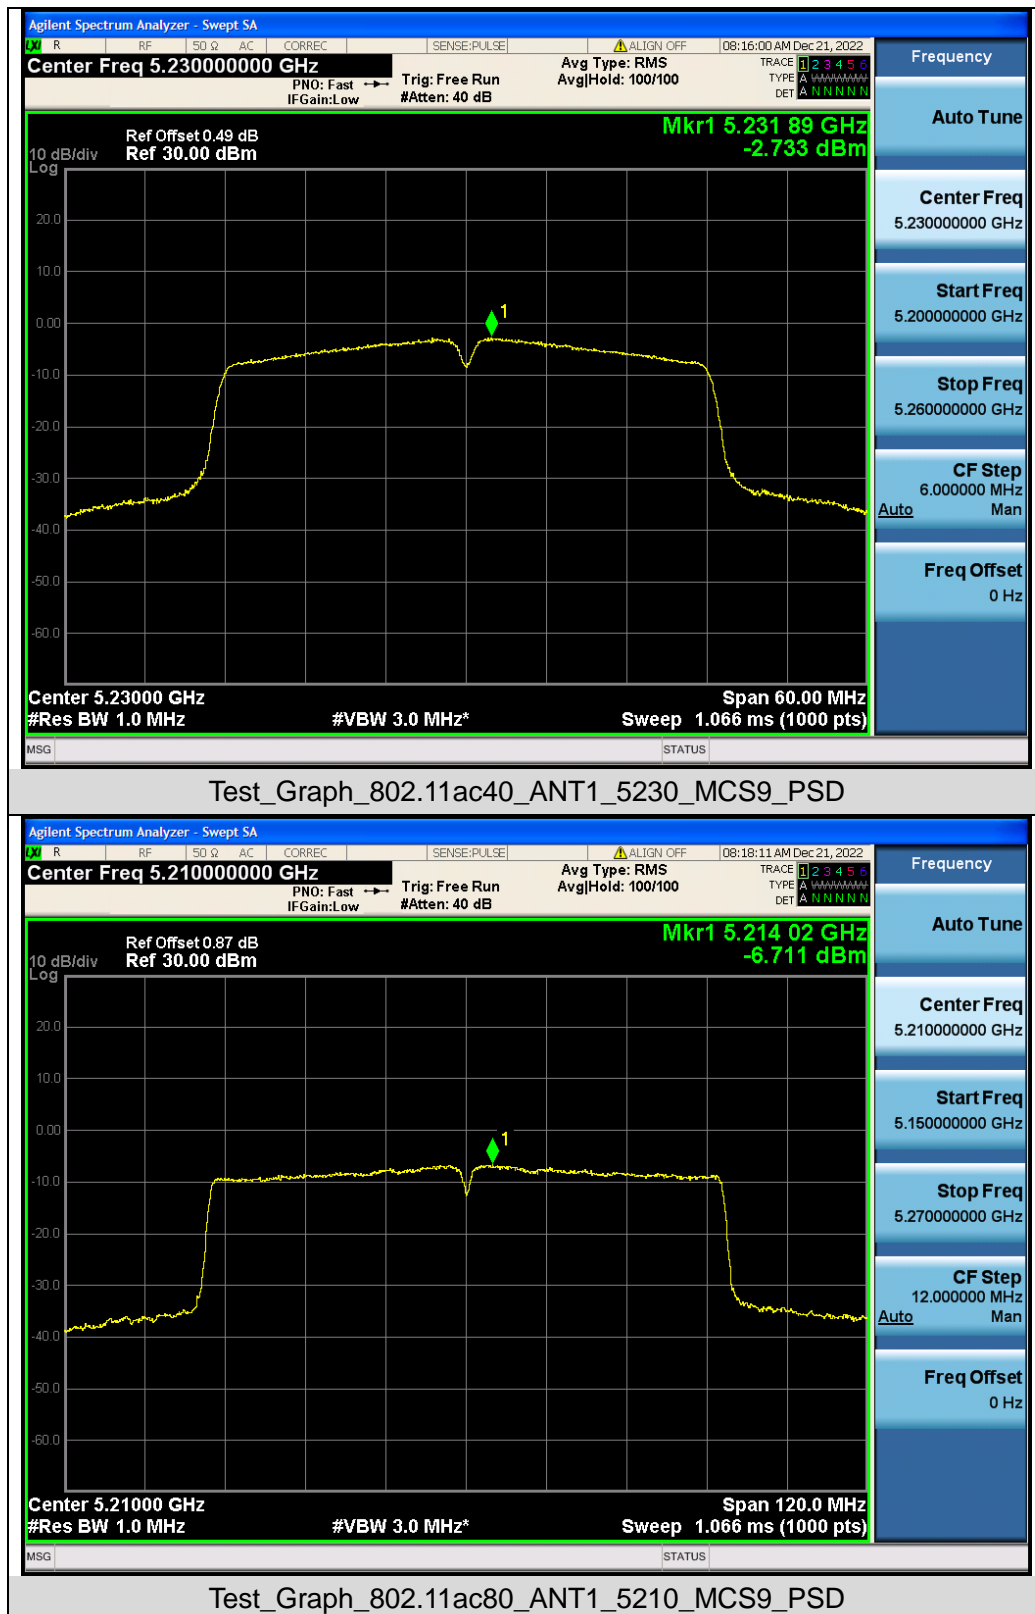 Agilent Spectrum Analyzer - Swept SA
LXI R RF 50 Ω AC CORREC SENSE:PULSE ALIGN OFF 08:16:00 AM Dec 21, 2022
Center Freq 5.230000000 GHz
PNO: Fast
IFGain:Low
Trig: Free Run
#Atten: 40 dB
Avg Type: RMS
Avg|Hold: 100/100
TRACE 1 2 3 4 5 6
TYPE A WWWWW
DET A N N N N N
Mkr1 5.231 89 GHz
-2.733 dBm
Ref Offset 0.49 dB
10 dB/div Ref 30.00 dBm
Log
20.0
10.0
0.00
-10.0
-20.0
-30.0
-40.0
-50.0
-60.0
1
Center 5.23000 GHz Span 60.00 MHz
#Res BW 1.0 MHz #VBW 3.0 MHz* Sweep 1.066 ms (1000 pts)
MSG STATUS
Frequency
Auto Tune
Center Freq
5.230000000 GHz
Start Freq
5.200000000 GHz
Stop Freq
5.260000000 GHz
CF Step
6.000000 MHz
Auto Man
Freq Offset
0 Hz
Test_Graph_802.11ac40_ANT1_5230_MCS9_PSD
Agilent Spectrum Analyzer - Swept SA
LXI R RF 50 Ω AC CORREC SENSE:PULSE ALIGN OFF 08:18:11 AM Dec 21, 2022
Center Freq 5.210000000 GHz
PNO: Fast
IFGain:Low
Trig: Free Run
#Atten: 40 dB
Avg Type: RMS
Avg|Hold: 100/100
TRACE 1 2 3 4 5 6
TYPE A WWWWW
DET A N N N N N
Mkr1 5.214 02 GHz
-6.711 dBm
Ref Offset 0.87 dB
10 dB/div Ref 30.00 dBm
Log
20.0
10.0
0.00
-10.0
-20.0
-30.0
-40.0
-50.0
-60.0
1
Center 5.21000 GHz Span 120.0 MHz
#Res BW 1.0 MHz #VBW 3.0 MHz* Sweep 1.066 ms (1000 pts)
MSG STATUS
Frequency
Auto Tune
Center Freq
5.210000000 GHz
Start Freq
5.150000000 GHz
Stop Freq
5.270000000 GHz
CF Step
12.000000 MHz
Auto Man
Freq Offset
0 Hz
Test_Graph_802.11ac80_ANT1_5210_MCS9_PSD